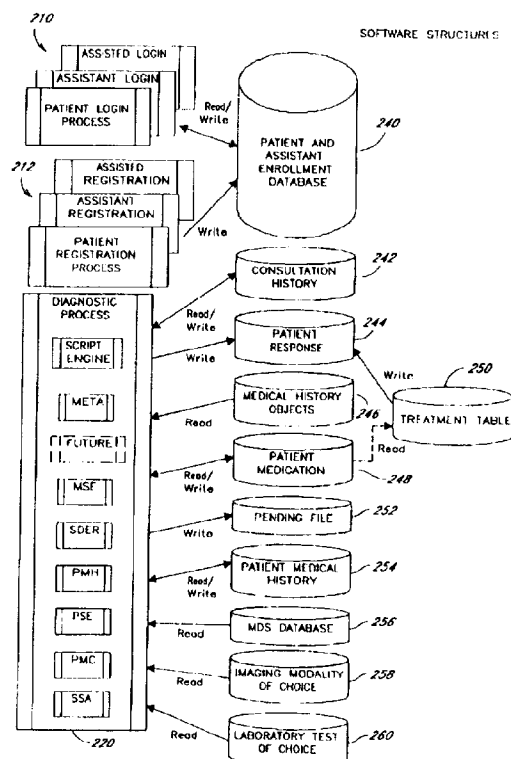 SOFTWARE STRUCTURES
210
ASSISTED LOGIN
ASSISTANT LOGIN
PATIENT LOGIN
PROCESS
Read/
Write
PATIENT AND
ASSISTANT
ENROLLMENT
DATABASE
240
212
ASSISTED
REGISTRATION
ASSISTANT
REGISTRATION
PATIENT
REGISTRATION
PROCESS
Write
DIAGNOSTIC
PROCESS
CONSULTATION
HISTORY
242
Read/
Write
SCRIPT
ENGINE
Write
PATIENT
RESPONSE
244
250
Write
TREATMENT TABLE
META
Read
MEDICAL HISTORY
OBJECTS
246
Read
FUTURE
PATIENT
MEDICATION
248
MSE
Read/
Write
SDER
Write
PENDING FILE
252
PMH
Read/
Write
PATIENT MEDICAL
HISTORY
254
PSE
Read
MDS DATABASE
256
PMC
Read
IMAGING MODALITY
OF CHOICE
258
SSA
Read
LABORATORY TEST
OF CHOICE
260
220